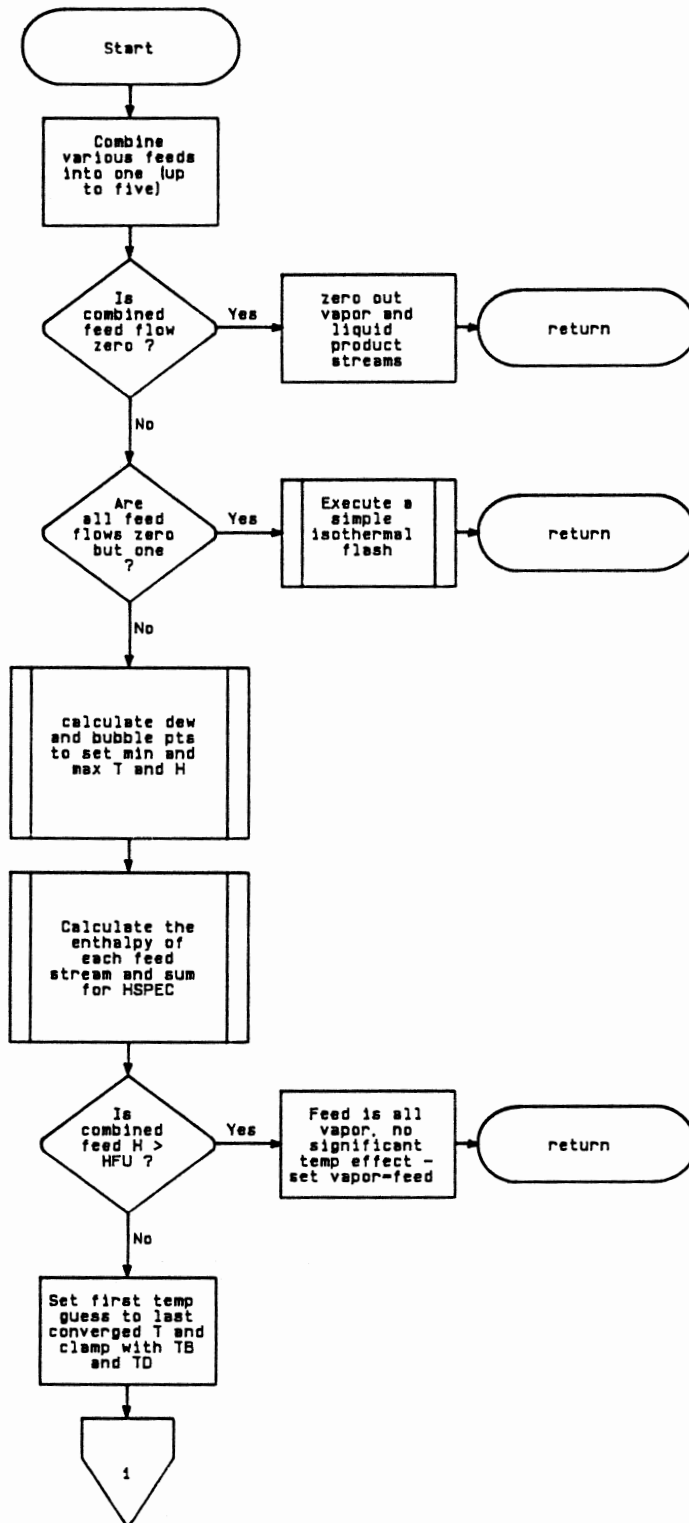 Start
Combine
various feeds
into one (up
to five)
Is
combined
feed flow
zero ?
Yes
zero out
vapor and
liquid
product
streams
return
No
Are
all feed
flows zero
but one
?
Yes
Execute a
simple
isothermal
flash
return
No
calculate dew
and bubble pts
to set min and
max T and H
Calculate the
enthalpy of
each feed
stream and sum
for HSPEC
Is
combined
feed H >
HFU ?
Yes
Feed is all
vapor, no
significant
temp effect -
set vapor=feed
return
No
Set first temp
guess to last
converged T and
clamp with TB
and TD
1